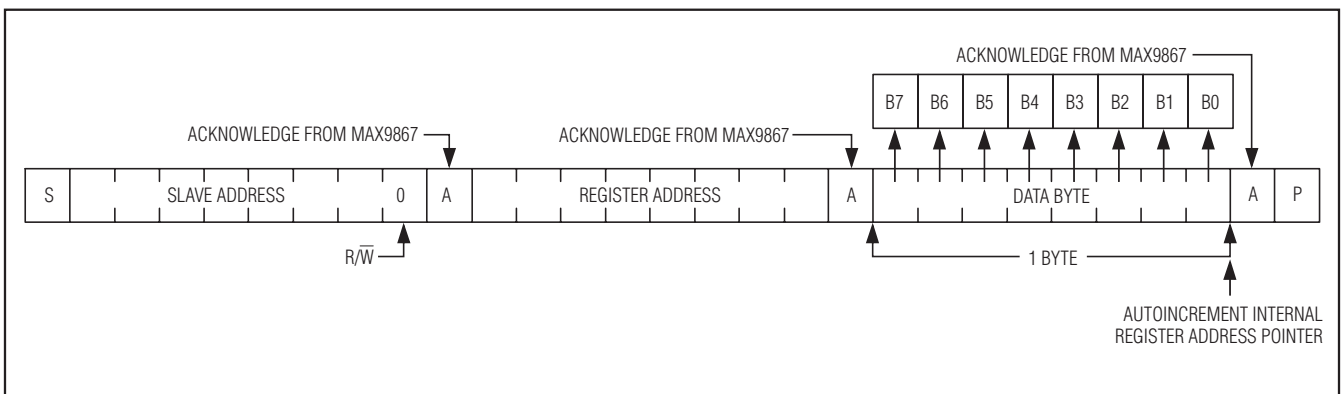 ACKNOWLEDGE FROM MAX9867
B7 B6 B5 B4 B3 B2 B1 B0
ACKNOWLEDGE FROM MAX9867
ACKNOWLEDGE FROM MAX9867
S SLAVE ADDRESS 0 A REGISTER ADDRESS A DATA BYTE A P
R/W̅
1 BYTE
AUTOINCREMENT INTERNAL
REGISTER ADDRESS POINTER